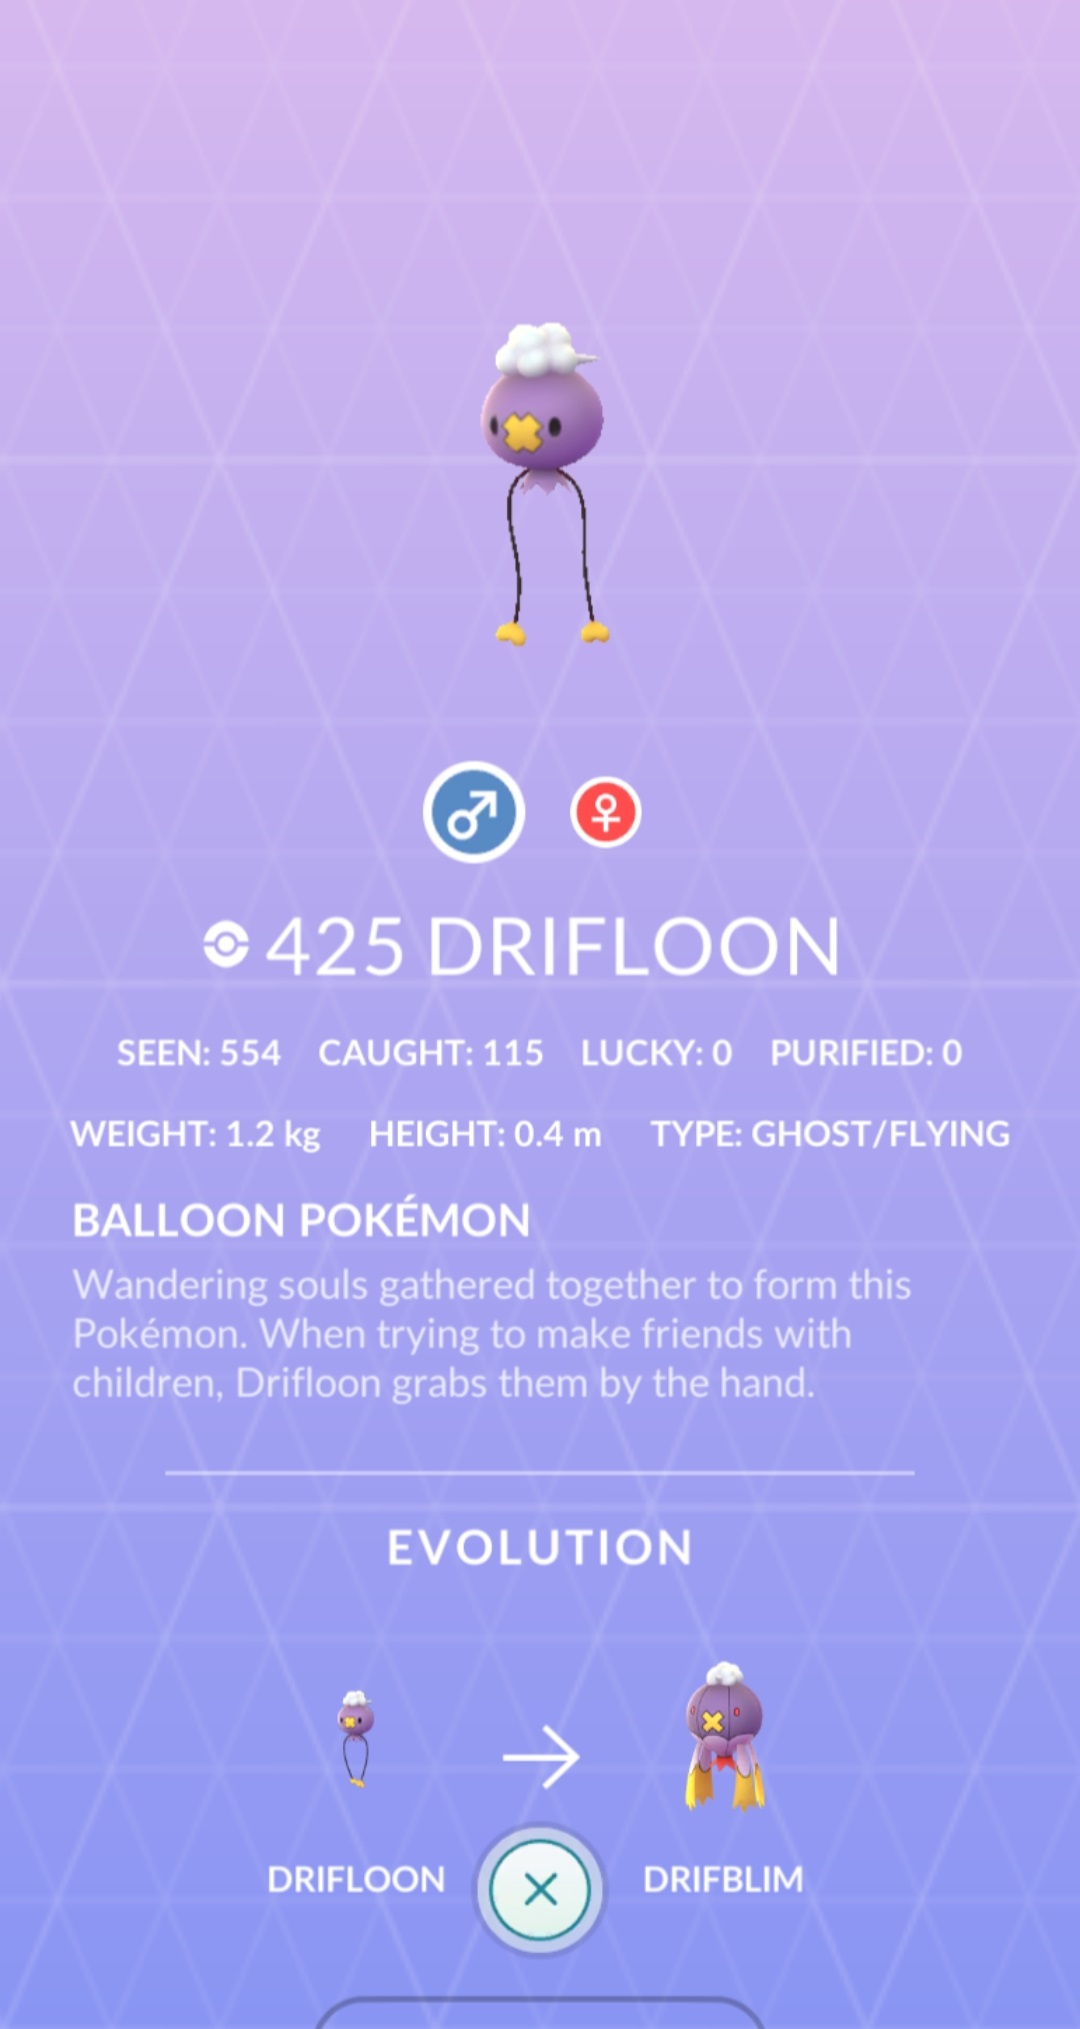 425 DRIFLOON
SEEN: 554 CAUGHT: 115 LUCKY: 0 PURIFIED: 0
WEIGHT: 1.2 kg HEIGHT: 0.4 m TYPE: GHOST/FLYING
BALLOON POKÉMON
Wandering souls gathered together to form this
Pokémon. When trying to make friends with
children, Drifloon grabs them by the hand.
EVOLUTION
DRIFLOON DRIFBLIM